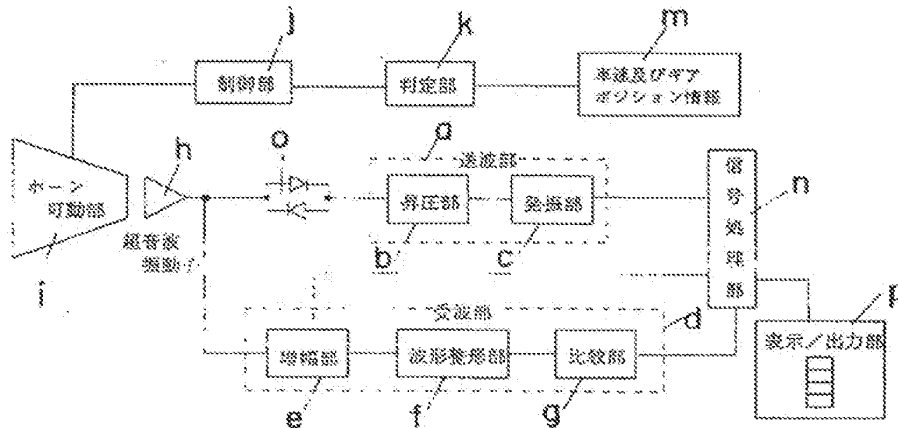 j
k
m
制御部
判定部
車速及びギア
ポジション情報
a
o
h
送波部
信号処理部
n
ホーン
可動部
昇圧部
発振部
超音波
振動子
i
b
c
p
受波部
d
表示／出力部
増幅部
波形整形部
比較部
e
f
g